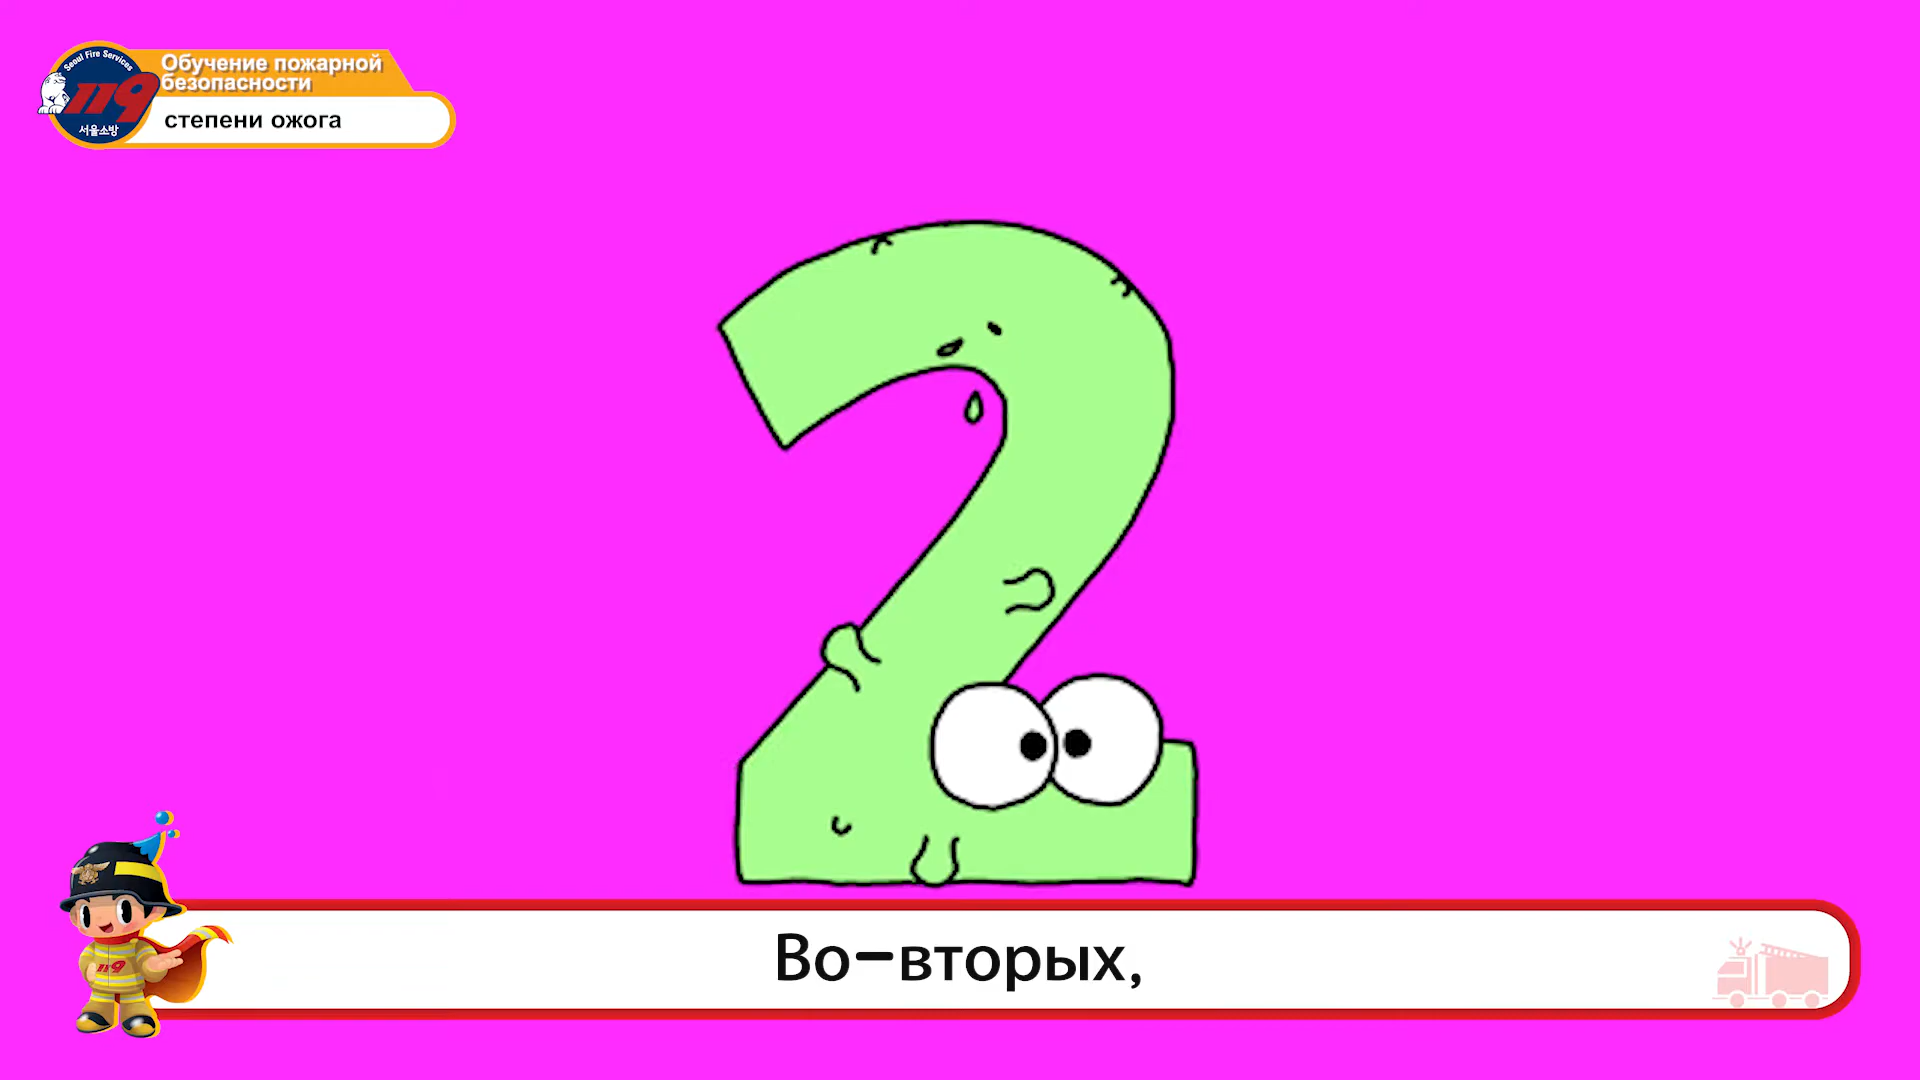 Seoul Fire Services
119
서울소방
Обучение пожарной
безопасности
степени ожога
2
119
Во-вторых,